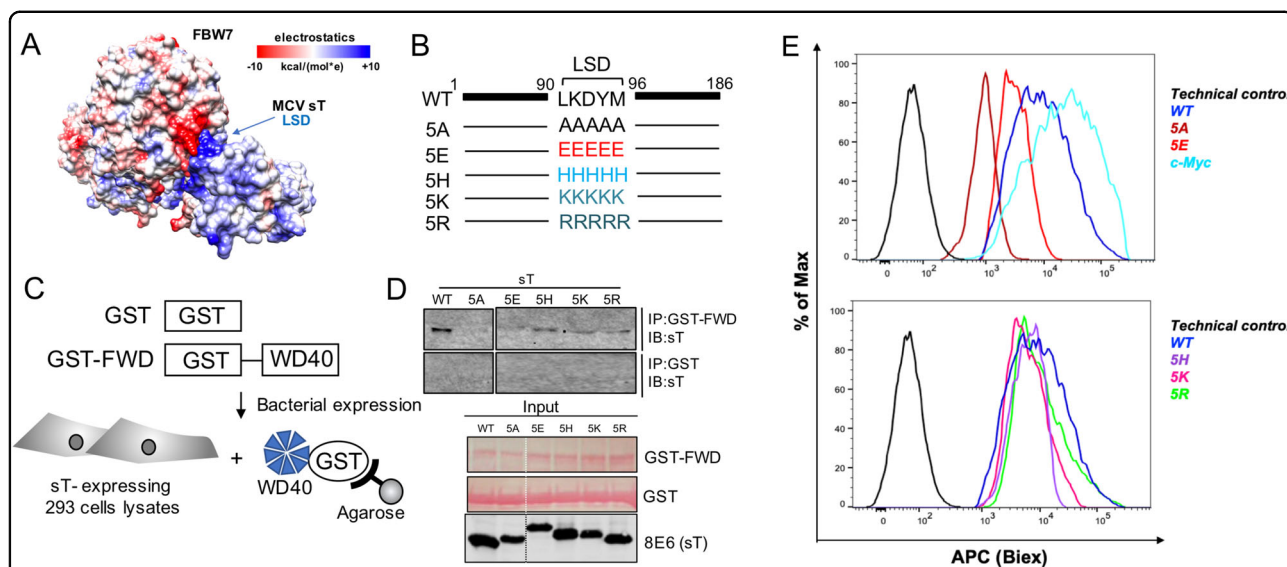 A
FBW7
electrostatics
-10 kcal/(mol*e) +10
MCV sT
LSD
B
LSD
1 90 96 186
WT LKDYM
5A AAAAA
5E EEEEE
5H HHHHH
5K KKKKK
5R RRRRR
C
GST GST
GST-FWD GST WD40
Bacterial expression
+
GST
WD40
Agarose
sT- expressing
293 cells lysates
D
sT
WT 5A 5E 5H 5K 5R
IP:GST-FWD
IB:sT
IP:GST
IB:sT
Input
WT 5A 5E 5H 5K 5R
GST-FWD
GST
8E6 (sT)
E
% of Max
100
80
60
40
20
0
0 10² 10³ 10⁴ 10⁵
Technical control
WT
5A
5E
c-Myc
100
80
60
40
20
0
0 10² 10³ 10⁴ 10⁵
Technical control
WT
5H
5K
5R
APC (Biex)